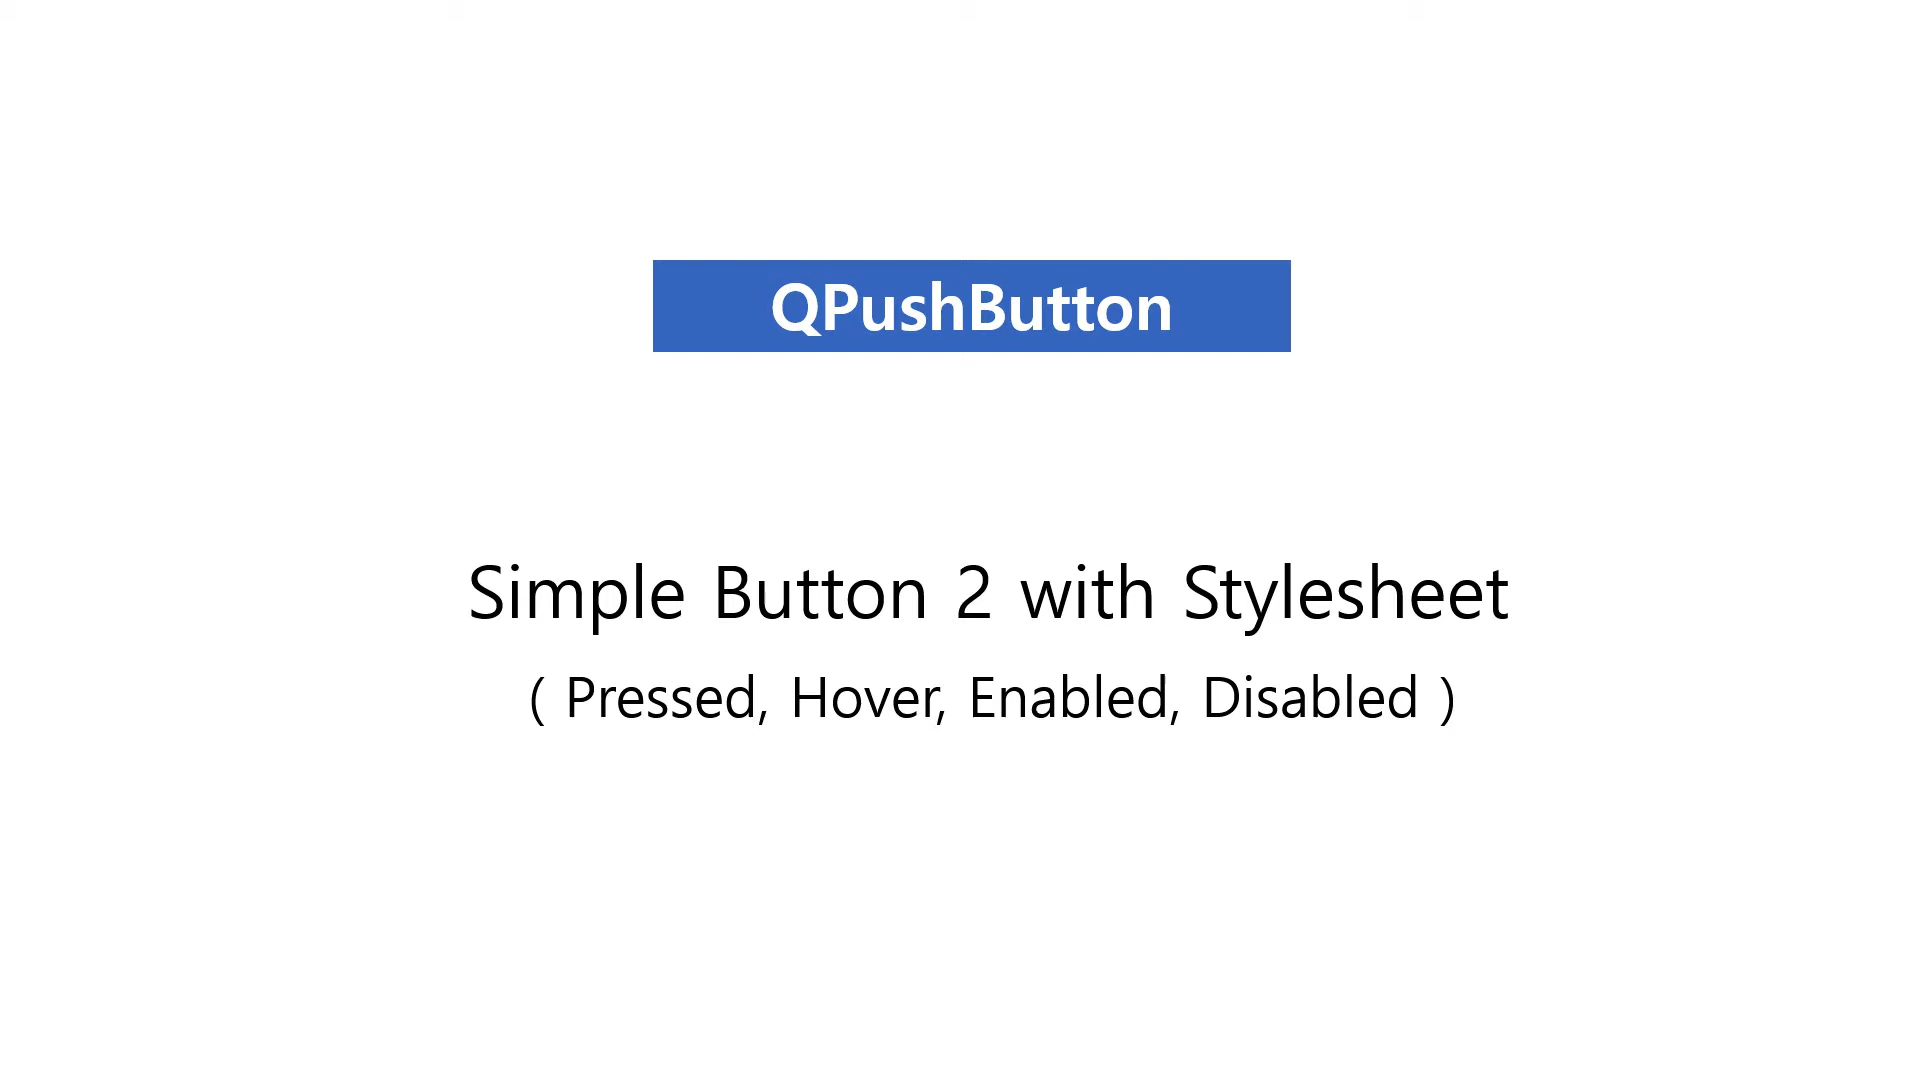 QPushButton
Simple Button 2 with Stylesheet
( Pressed, Hover, Enabled, Disabled )